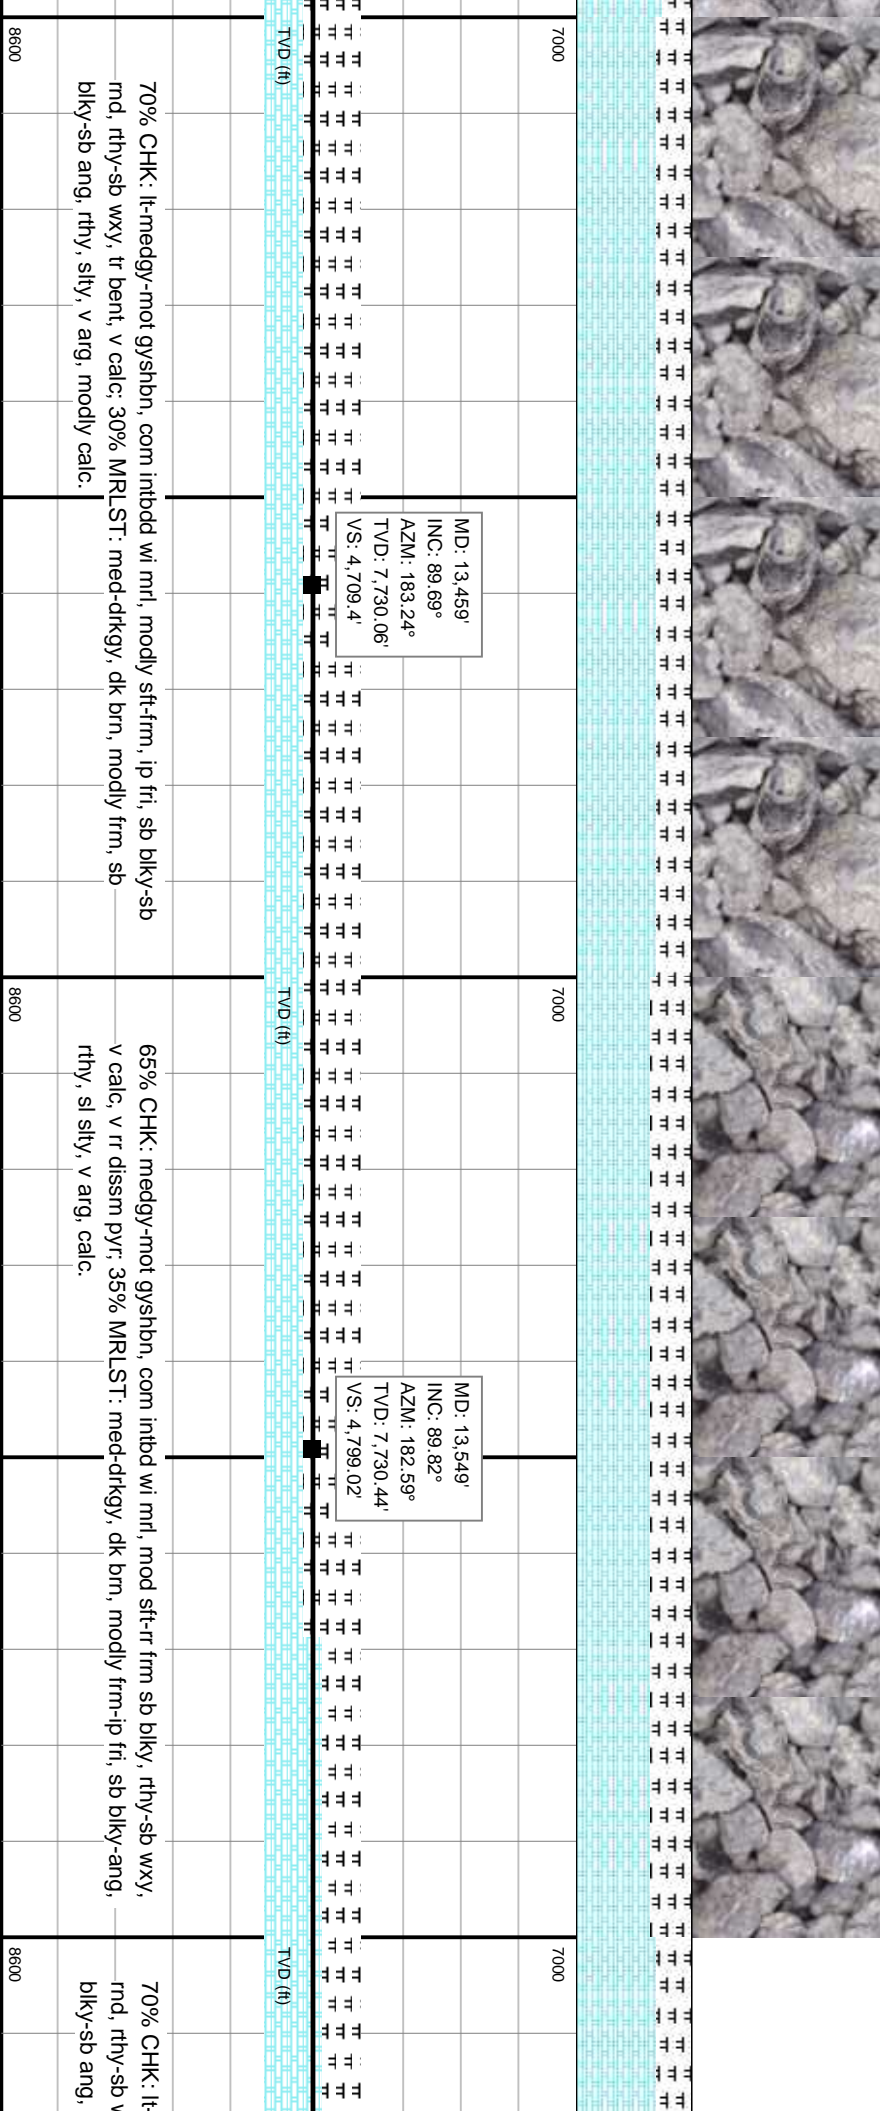 8600
TVD (ft)
7000
70% CHK: lt-medgy-mot gyshbn, com intbdd wi mrl, modly sft-frm, ip fri, sb blky-sb
rnd, rthy-sb wxy, tr bent, v calc; 30% MRLST: med-drkgy, dk brn, modly frm, sb
blky-sb ang, rthy, slty, v arg, modly calc.
MD: 13,459'
INC: 89.69°
AZM: 183.24°
TVD: 7,730.06'
VS: 4,709.4'
8600
TVD (ft)
7000
65% CHK: medgy-mot gyshbn, com intbd wi mrl, mod sft-rr frm sb blky, rthy-sb wxy,
v calc, v rr dissm pyr; 35% MRLST: med-drkgy, dk brn, modly frm-ip fri, sb blky-ang,
rthy, sl slty, v arg, calc.
MD: 13,549'
INC: 89.82°
AZM: 182.59°
TVD: 7,730.44'
VS: 4,799.02'
8600
TVD (ft)
7000
70% CHK: lt-
rnd, rthy-sb
blky-sb ang,